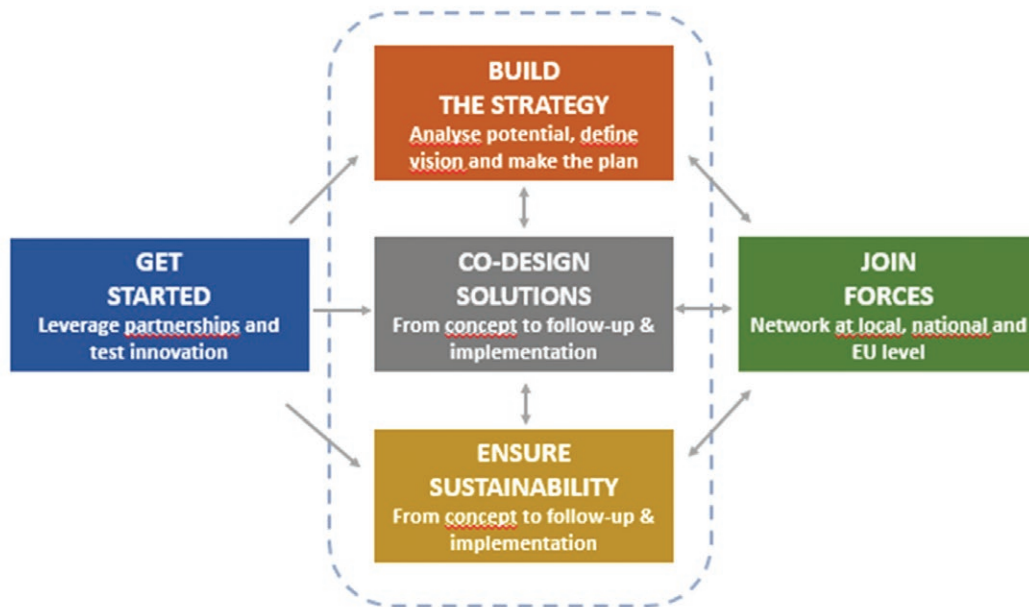 BUILD
THE STRATEGY
Analyse potential, define
vision and make the plan
GET
STARTED
Leverage partnerships and
test innovation
CO-DESIGN
SOLUTIONS
From concept to follow-up &
implementation
JOIN
FORCES
Network at local, national and
EU level
ENSURE
SUSTAINABILITY
From concept to follow-up &
implementation